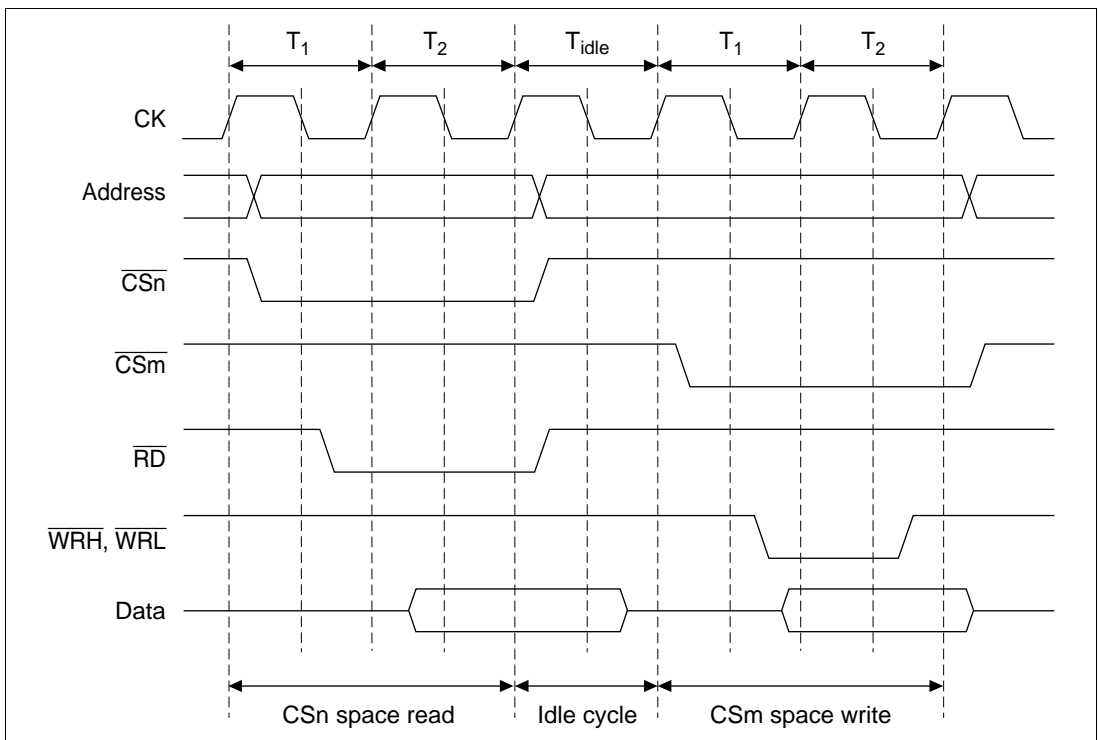 T1 T2 Tidle T1 T2
CK
Address
CSn
CSm
RD
WRH, WRL
Data
CSn space read Idle cycle CSm space write